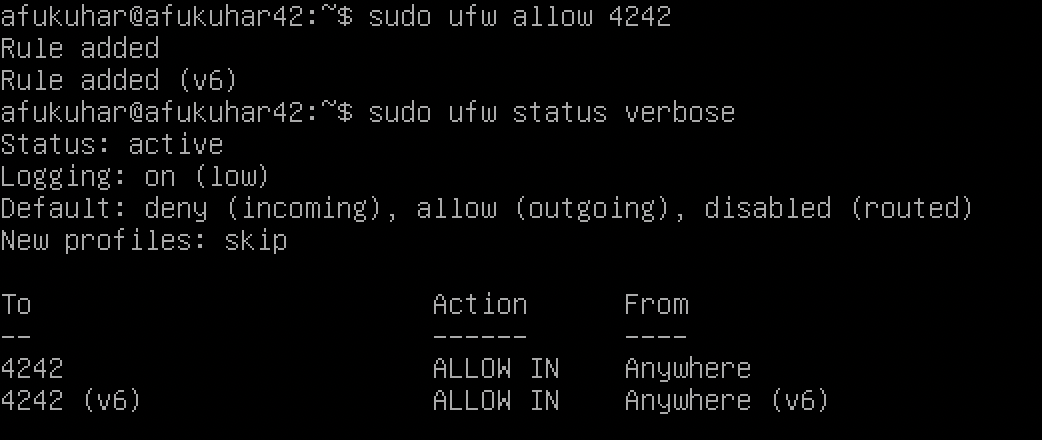 afukuhar@afukuhar42:~$ sudo ufw allow 4242
Rule added
Rule added (v6)
afukuhar@afukuhar42:~$ sudo ufw status verbose
Status: active
Logging: on (low)
Default: deny (incoming), allow (outgoing), disabled (routed)
New profiles: skip

To                         Action      From
--                         ------      ----
4242                       ALLOW IN    Anywhere
4242 (v6)                  ALLOW IN    Anywhere (v6)